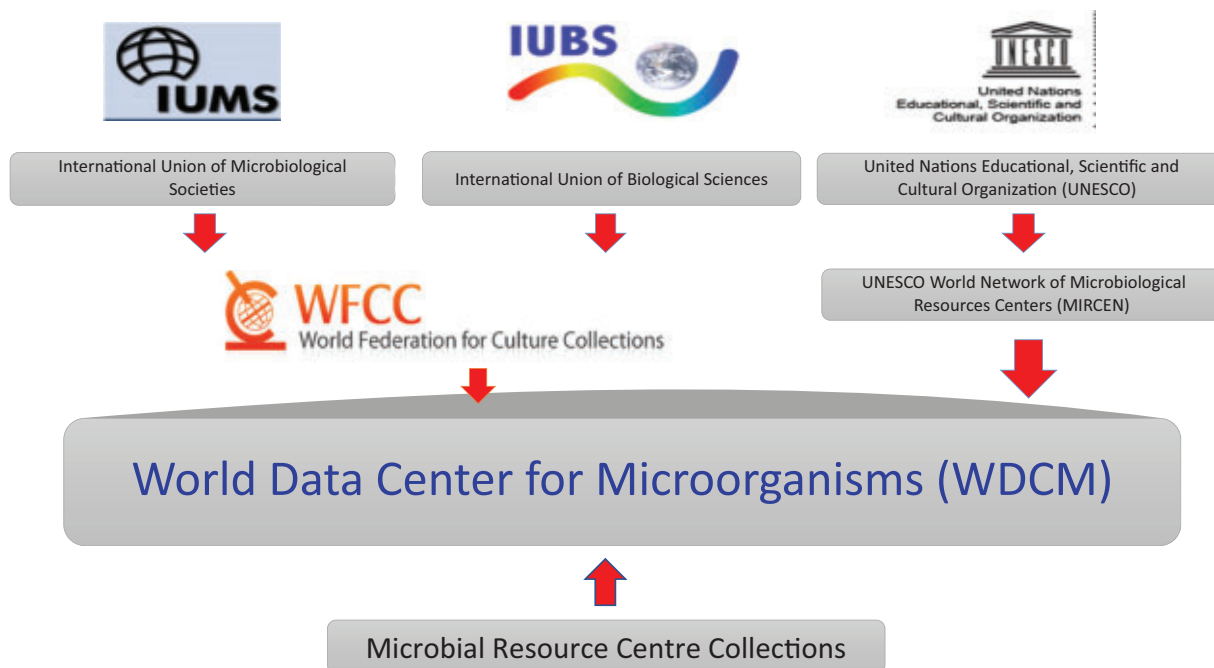 IUMS
IUBS
UNESCO
United Nations
Educational, Scientific and
Cultural Organization
International Union of Microbiological
Societies
International Union of Biological Sciences
United Nations Educational, Scientific and
Cultural Organization (UNESCO)
WFCC
World Federation for Culture Collections
UNESCO World Network of Microbiological
Resources Centers (MIRCEN)
World Data Center for Microorganisms (WDCM)
Microbial Resource Centre Collections